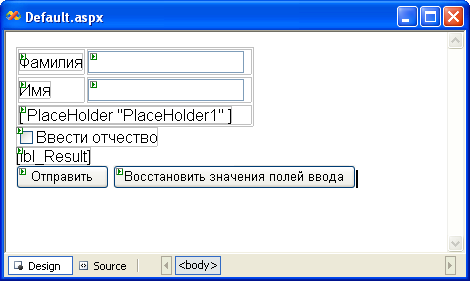 Default.aspx
Фамилия
Имя
[ PlaceHolder "PlaceHolder1" ]
Ввести отчество
[lbl_Result]
Отправить Восстановить значения полей ввода
Design Source <body>